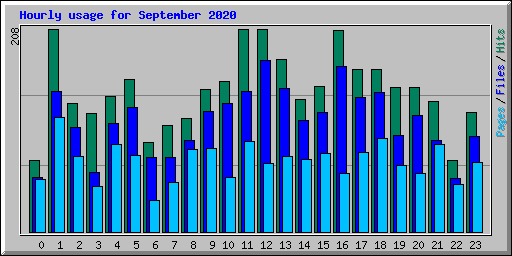 Hourly usage for September 2020
208
Pages / Files / Hits
0 1 2 3 4 5 6 7 8 9 10 11 12 13 14 15 16 17 18 19 20 21 22 23